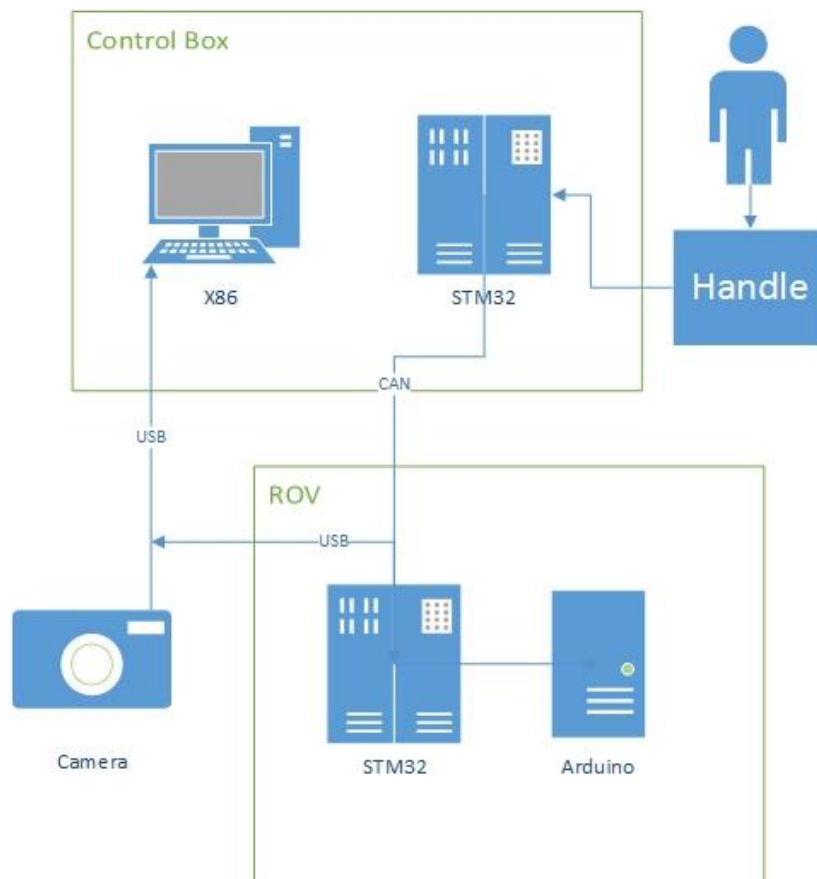 Control Box
X86
STM32
Handle
CAN
USB
ROV
USB
STM32
Arduino
Camera